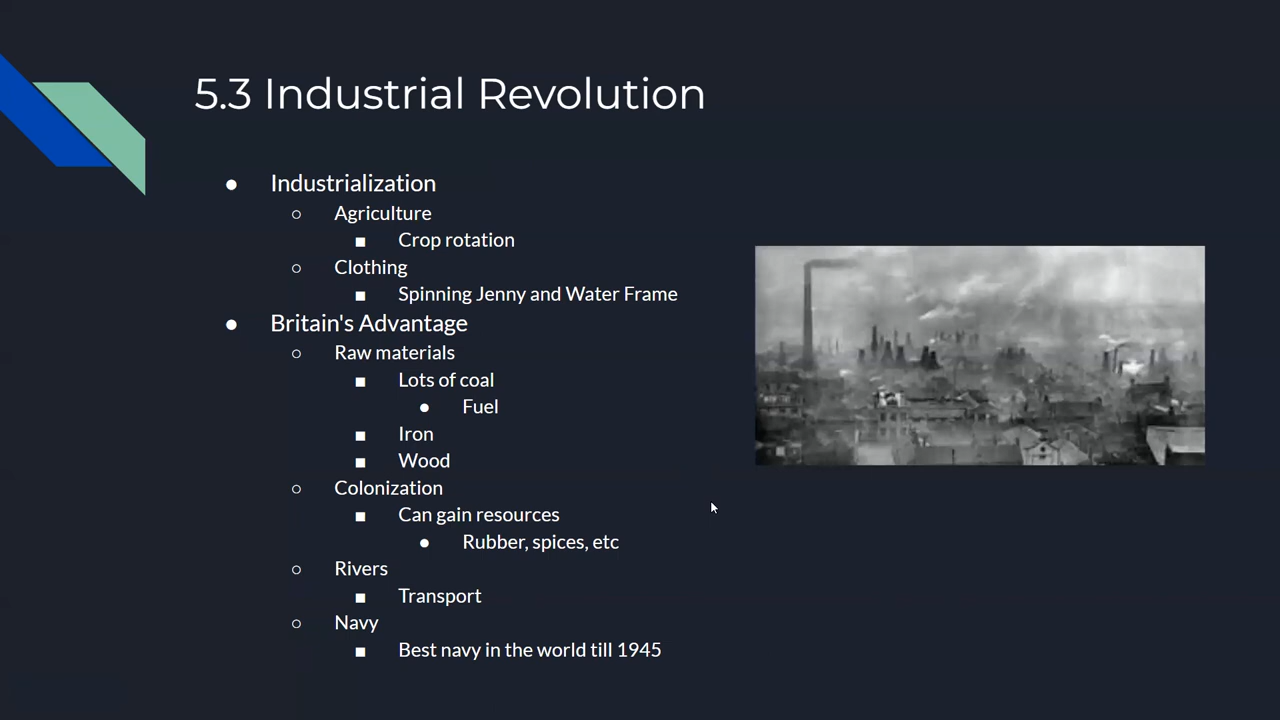 5.3 Industrial Revolution
Industrialization
Agriculture
Crop rotation
Clothing
Spinning Jenny and Water Frame
Britain's Advantage
Raw materials
Lots of coal
Fuel
Iron
Wood
Colonization
Can gain resources
Rubber, spices, etc
Rivers
Transport
Navy
Best navy in the world till 1945